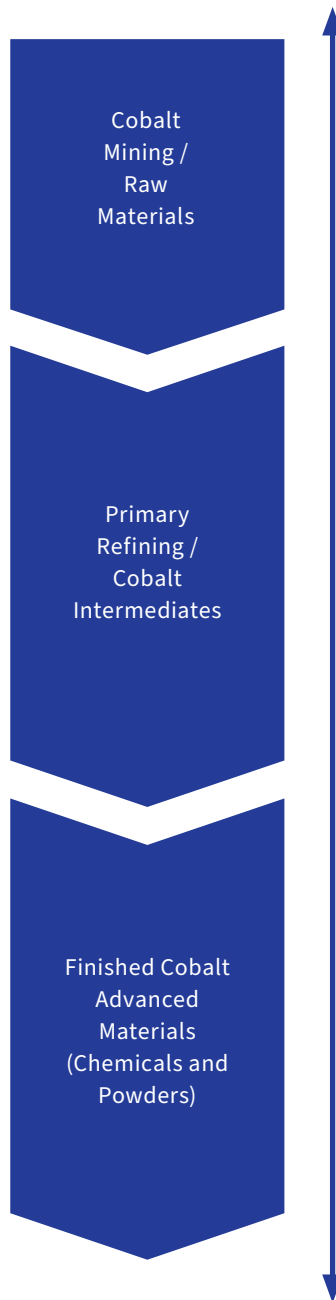 Cobalt
Mining /
Raw
Materials
Primary
Refining /
Cobalt
Intermediates
Finished Cobalt
Advanced
Materials
(Chemicals and
Powders)